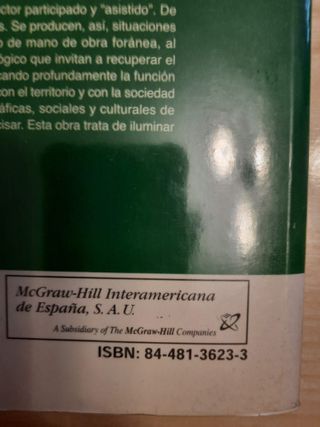 ctor participado y "asistido". De
s. Se producen, así, situaciones
o de mano de obra foránea, al
ógico que invitan a recuperar el
cando profundamente la función
con el territorio y con la sociedad
áficas, sociales y culturales de
cisar. Esta obra trata de iluminar
McGraw-Hill Interamericana
de España, S. A. U.
A Subsidiary of The McGraw-Hill Companies
ISBN: 84-481-3623-3